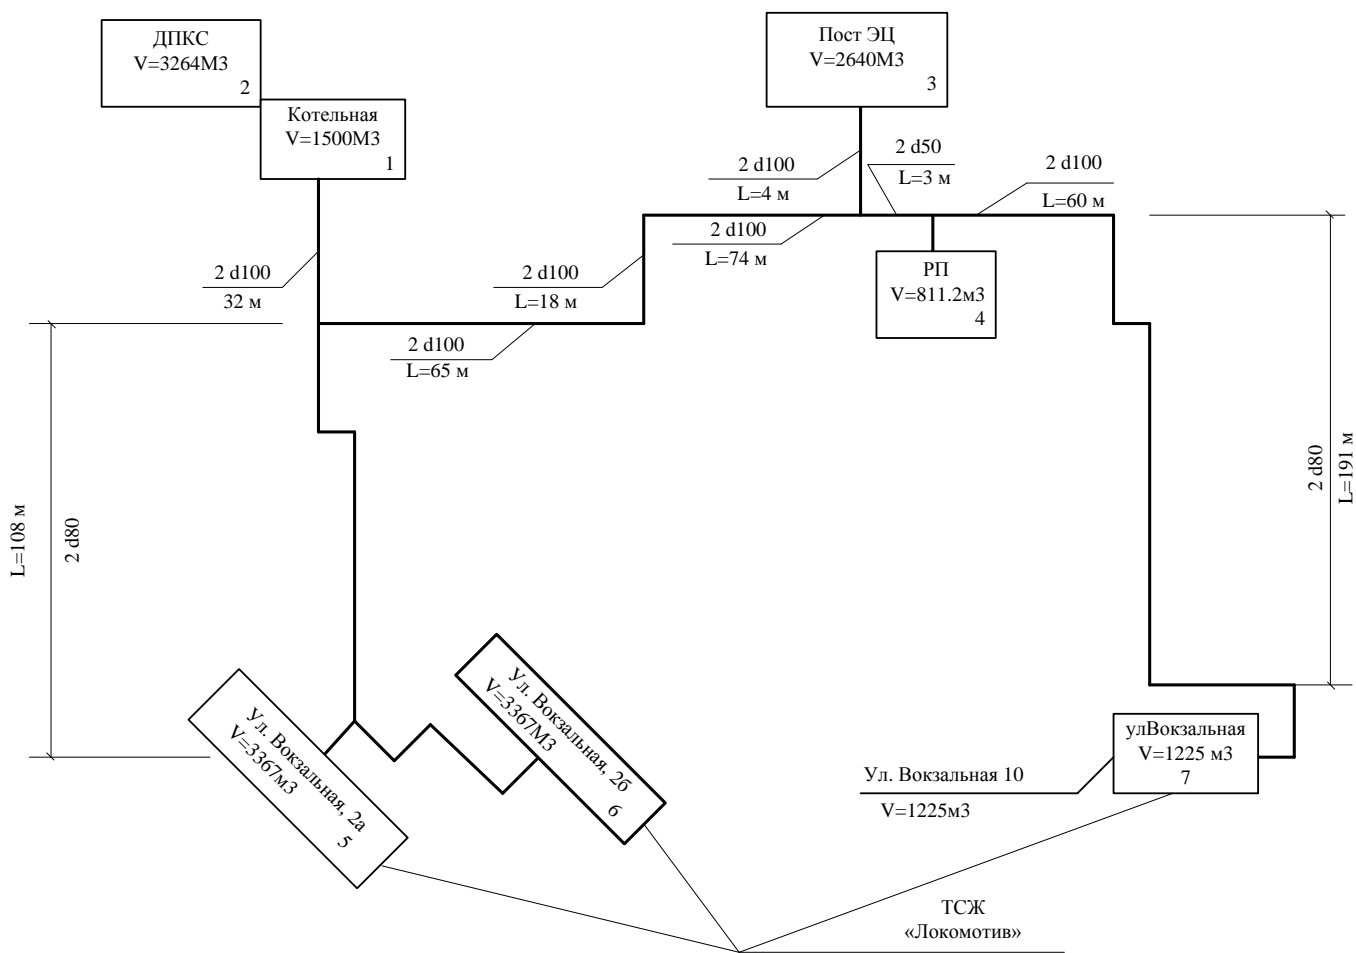 ДПКС
V=3264М3
2
Котельная
V=1500М3
1
Пост ЭЦ
V=2640М3
3
2 d100
L=4 м
2 d50
L=3 м
2 d100
L=60 м
2 d100
L=74 м
2 d100
32 м
2 d100
L=18 м
РП
V=811.2м3
4
2 d100
L=65 м
L=108 м
2 d80
2 d80
L=191 м
Ул. Вокзальная, 2а
V=3367м3
5
Ул. Вокзальная, 2б
V=3367М3
6
улВокзальная
V=1225 м3
7
Ул. Вокзальная 10
V=1225м3
ТСЖ
«Локомотив»